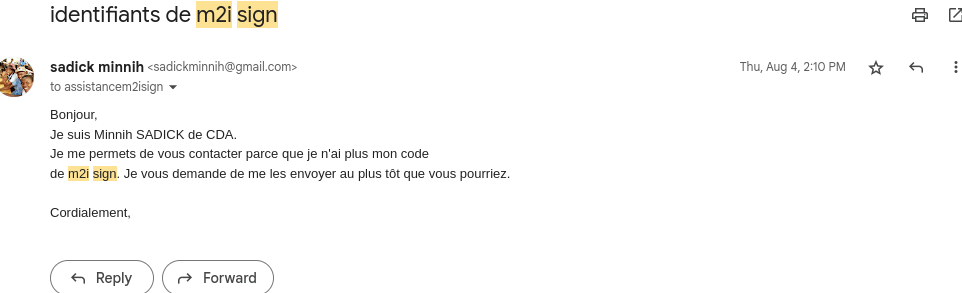 identifiants de m2i sign
sadick minnih <sadickminnih@gmail.com>
Thu, Aug 4, 2:10 PM
to assistancem2isign
Bonjour,
Je suis Minnih SADICK de CDA.
Je me permets de vous contacter parce que je n'ai plus mon code
de m2i sign. Je vous demande de me les envoyer au plus tôt que vous pourriez.
Cordialement,
Reply
Forward